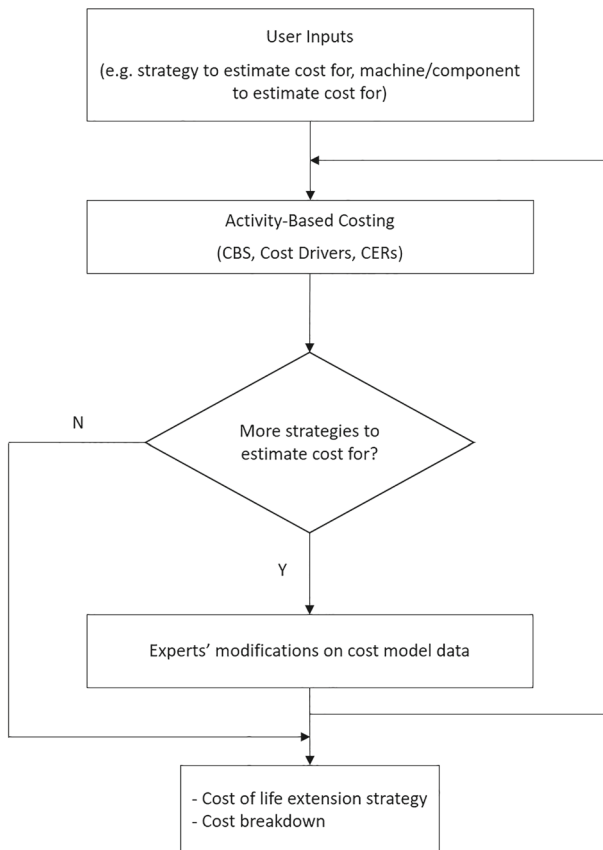 User Inputs
(e.g. strategy to estimate cost for, machine/component
to estimate cost for)
Activity-Based Costing
(CBS, Cost Drivers, CERs)
More strategies to
estimate cost for?
N
Y
Experts’ modifications on cost model data
- Cost of life extension strategy
- Cost breakdown